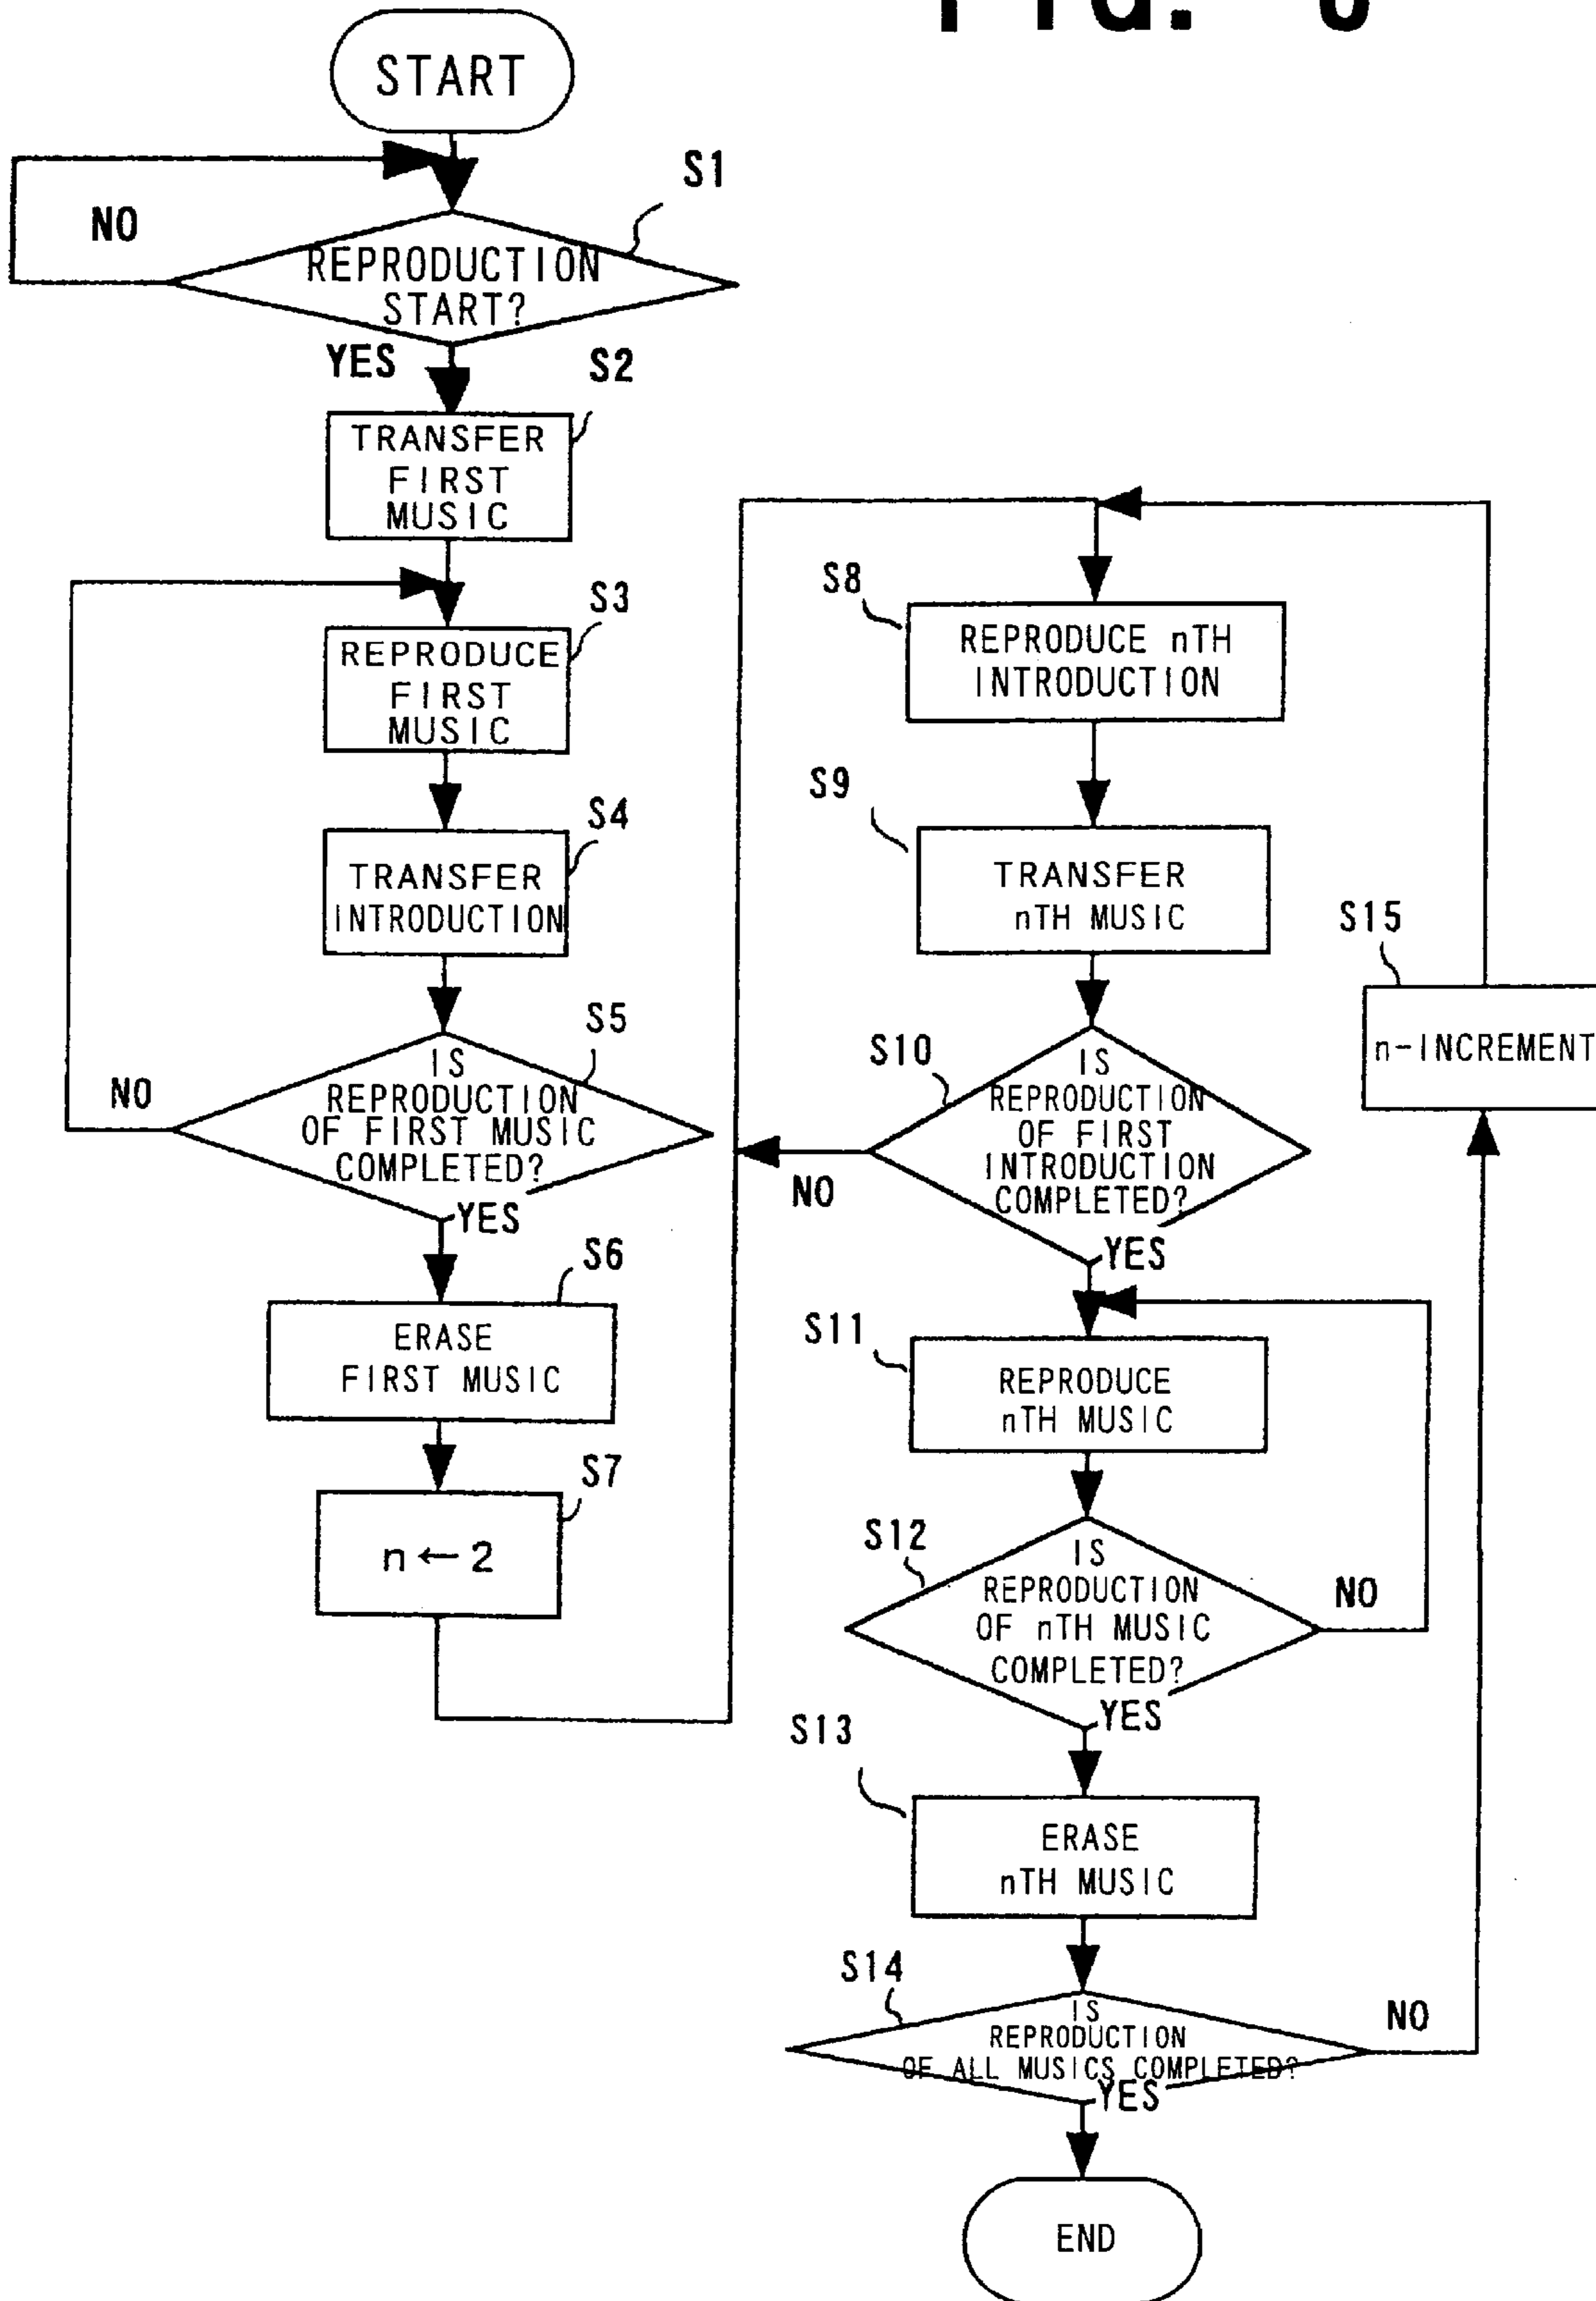 START
S1
NO
REPRODUCTION
START?
YES
S2
TRANSFER
FIRST
MUSIC
S3
REPRODUCE
FIRST
MUSIC
S4
TRANSFER
INTRODUCTION
S5
IS
REPRODUCTION
OF FIRST MUSIC
COMPLETED?
NO
YES
S6
ERASE
FIRST MUSIC
S7
n ← 2
S8
REPRODUCE nTH
INTRODUCTION
S9
TRANSFER
nTH MUSIC
S10
IS
REPRODUCTION
OF FIRST
INTRODUCTION
COMPLETED?
NO
YES
S11
REPRODUCE
nTH MUSIC
S12
IS
REPRODUCTION
OF nTH MUSIC
COMPLETED?
NO
YES
S13
ERASE
nTH MUSIC
S14
IS
REPRODUCTION
OF ALL MUSICS COMPLETED?
NO
YES
S15
n-INCREMENT
END